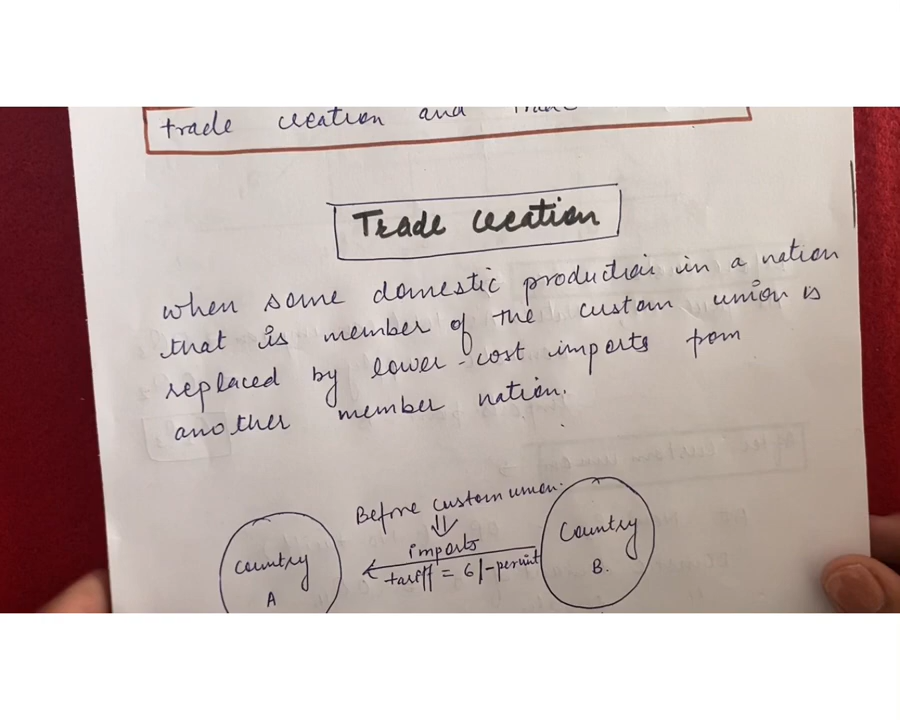 trade creation and Trade
Trade creation
when some domestic production in a nation
that is member of the custom union is
replaced by lower-cost imports from
another member nation.
Before custom union.
imports
tariff = 6/- per unit
Country
A
Country
B.